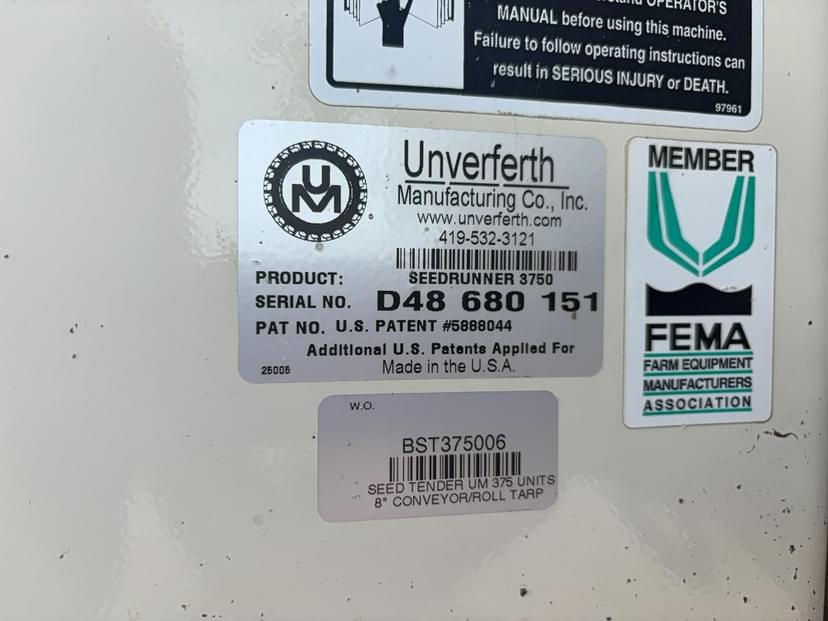 OPERATOR'S
MANUAL before using this machine.
Failure to follow operating instructions can
result in SERIOUS INJURY or DEATH.
97961
UM
Unverferth
Manufacturing Co., Inc.
www.unverferth.com
419-532-3121
PRODUCT: SEEDRUNNER 3750
SERIAL NO. D48 680 151
PAT NO. U.S. PATENT #5888044
Additional U.S. Patents Applied For
25005 Made in the U.S.A.
MEMBER
FEMA
FARM EQUIPMENT
MANUFACTURERS
ASSOCIATION
W.O.
BST375006
SEED TENDER UM 375 UNITS
8" CONVEYOR/ROLL TARP